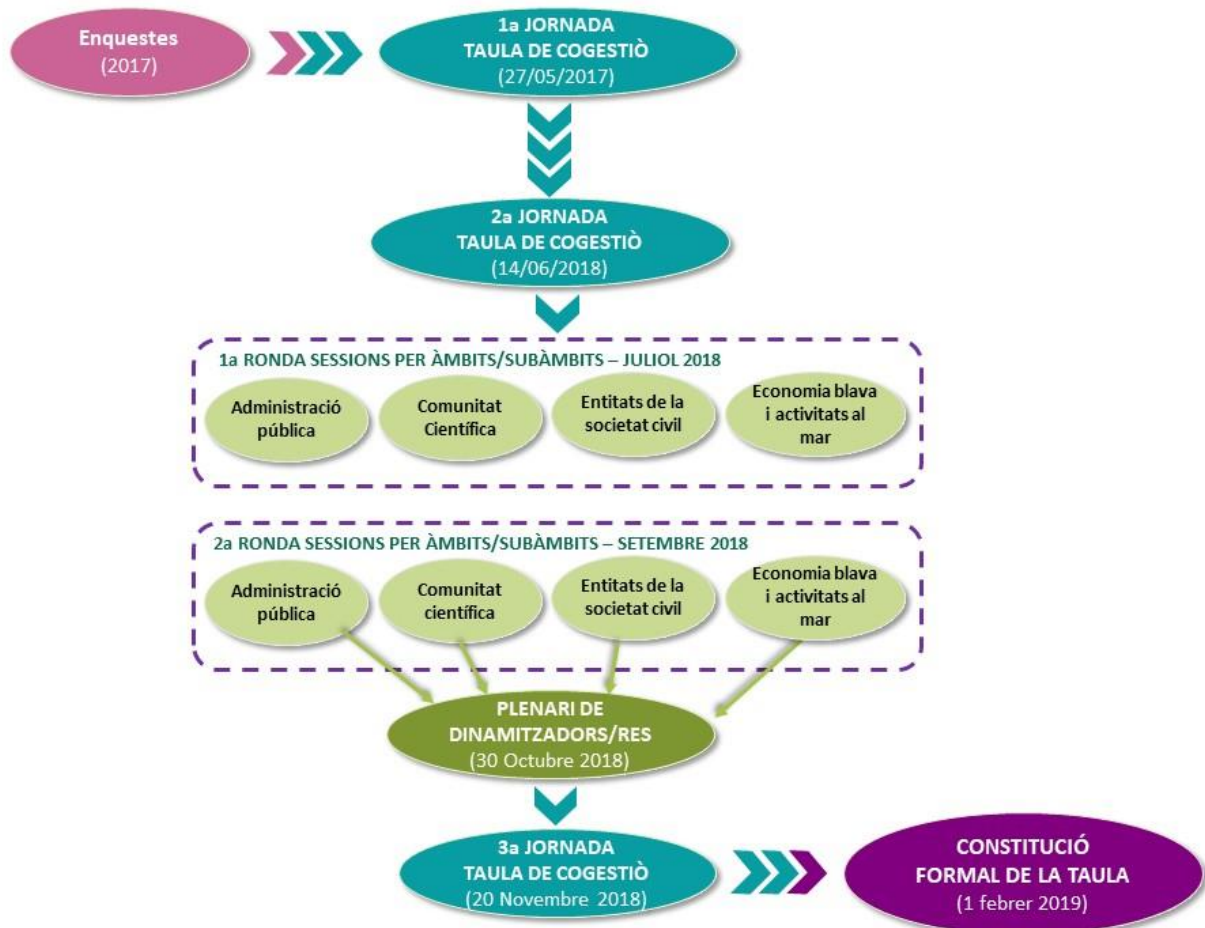 Enquestes
(2017)
1a JORNADA
TAULA DE COGESTIÒ
(27/05/2017)
2a JORNADA
TAULA DE COGESTIÒ
(14/06/2018)
1a RONDA SESSIONS PER ÀMBITS/SUBÀMBITS – JULIOL 2018
Administració
pública
Comunitat
Científica
Entitats de la
societat civil
Economia blava
i activitats al
mar
2a RONDA SESSIONS PER ÀMBITS/SUBÀMBITS – SETEMBRE 2018
Administració
pública
Comunitat
científica
Entitats de la
societat civil
Economia blava
i activitats al
mar
PLENARI DE
DINAMITZADORS/RES
(30 Octubre 2018)
3a JORNADA
TAULA DE COGESTIÒ
(20 Novembre 2018)
CONSTITUCIÓ
FORMAL DE LA TAULA
(1 febrer 2019)